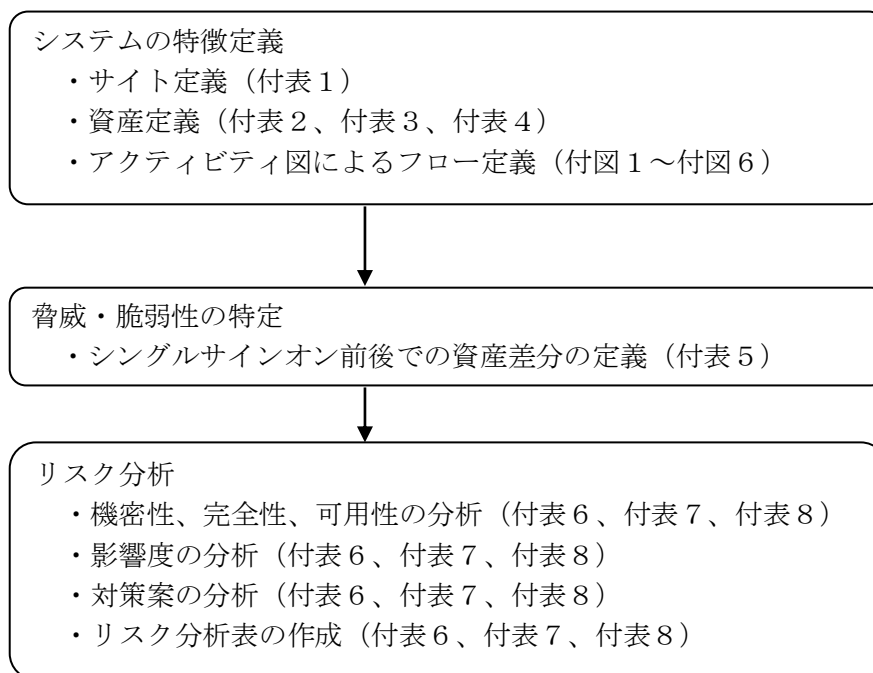 システムの特徴定義
・サイト定義(付表１)
・資産定義(付表２、付表３、付表４)
・アクティビティ図によるフロー定義(付図１～付図６)
脅威・脆弱性の特定
・シングルサインオン前後での資産差分の定義(付表５)
リスク分析
・機密性、完全性、可用性の分析(付表６、付表７、付表８)
・影響度の分析(付表６、付表７、付表８)
・対策案の分析(付表６、付表７、付表８)
・リスク分析表の作成(付表６、付表７、付表８)